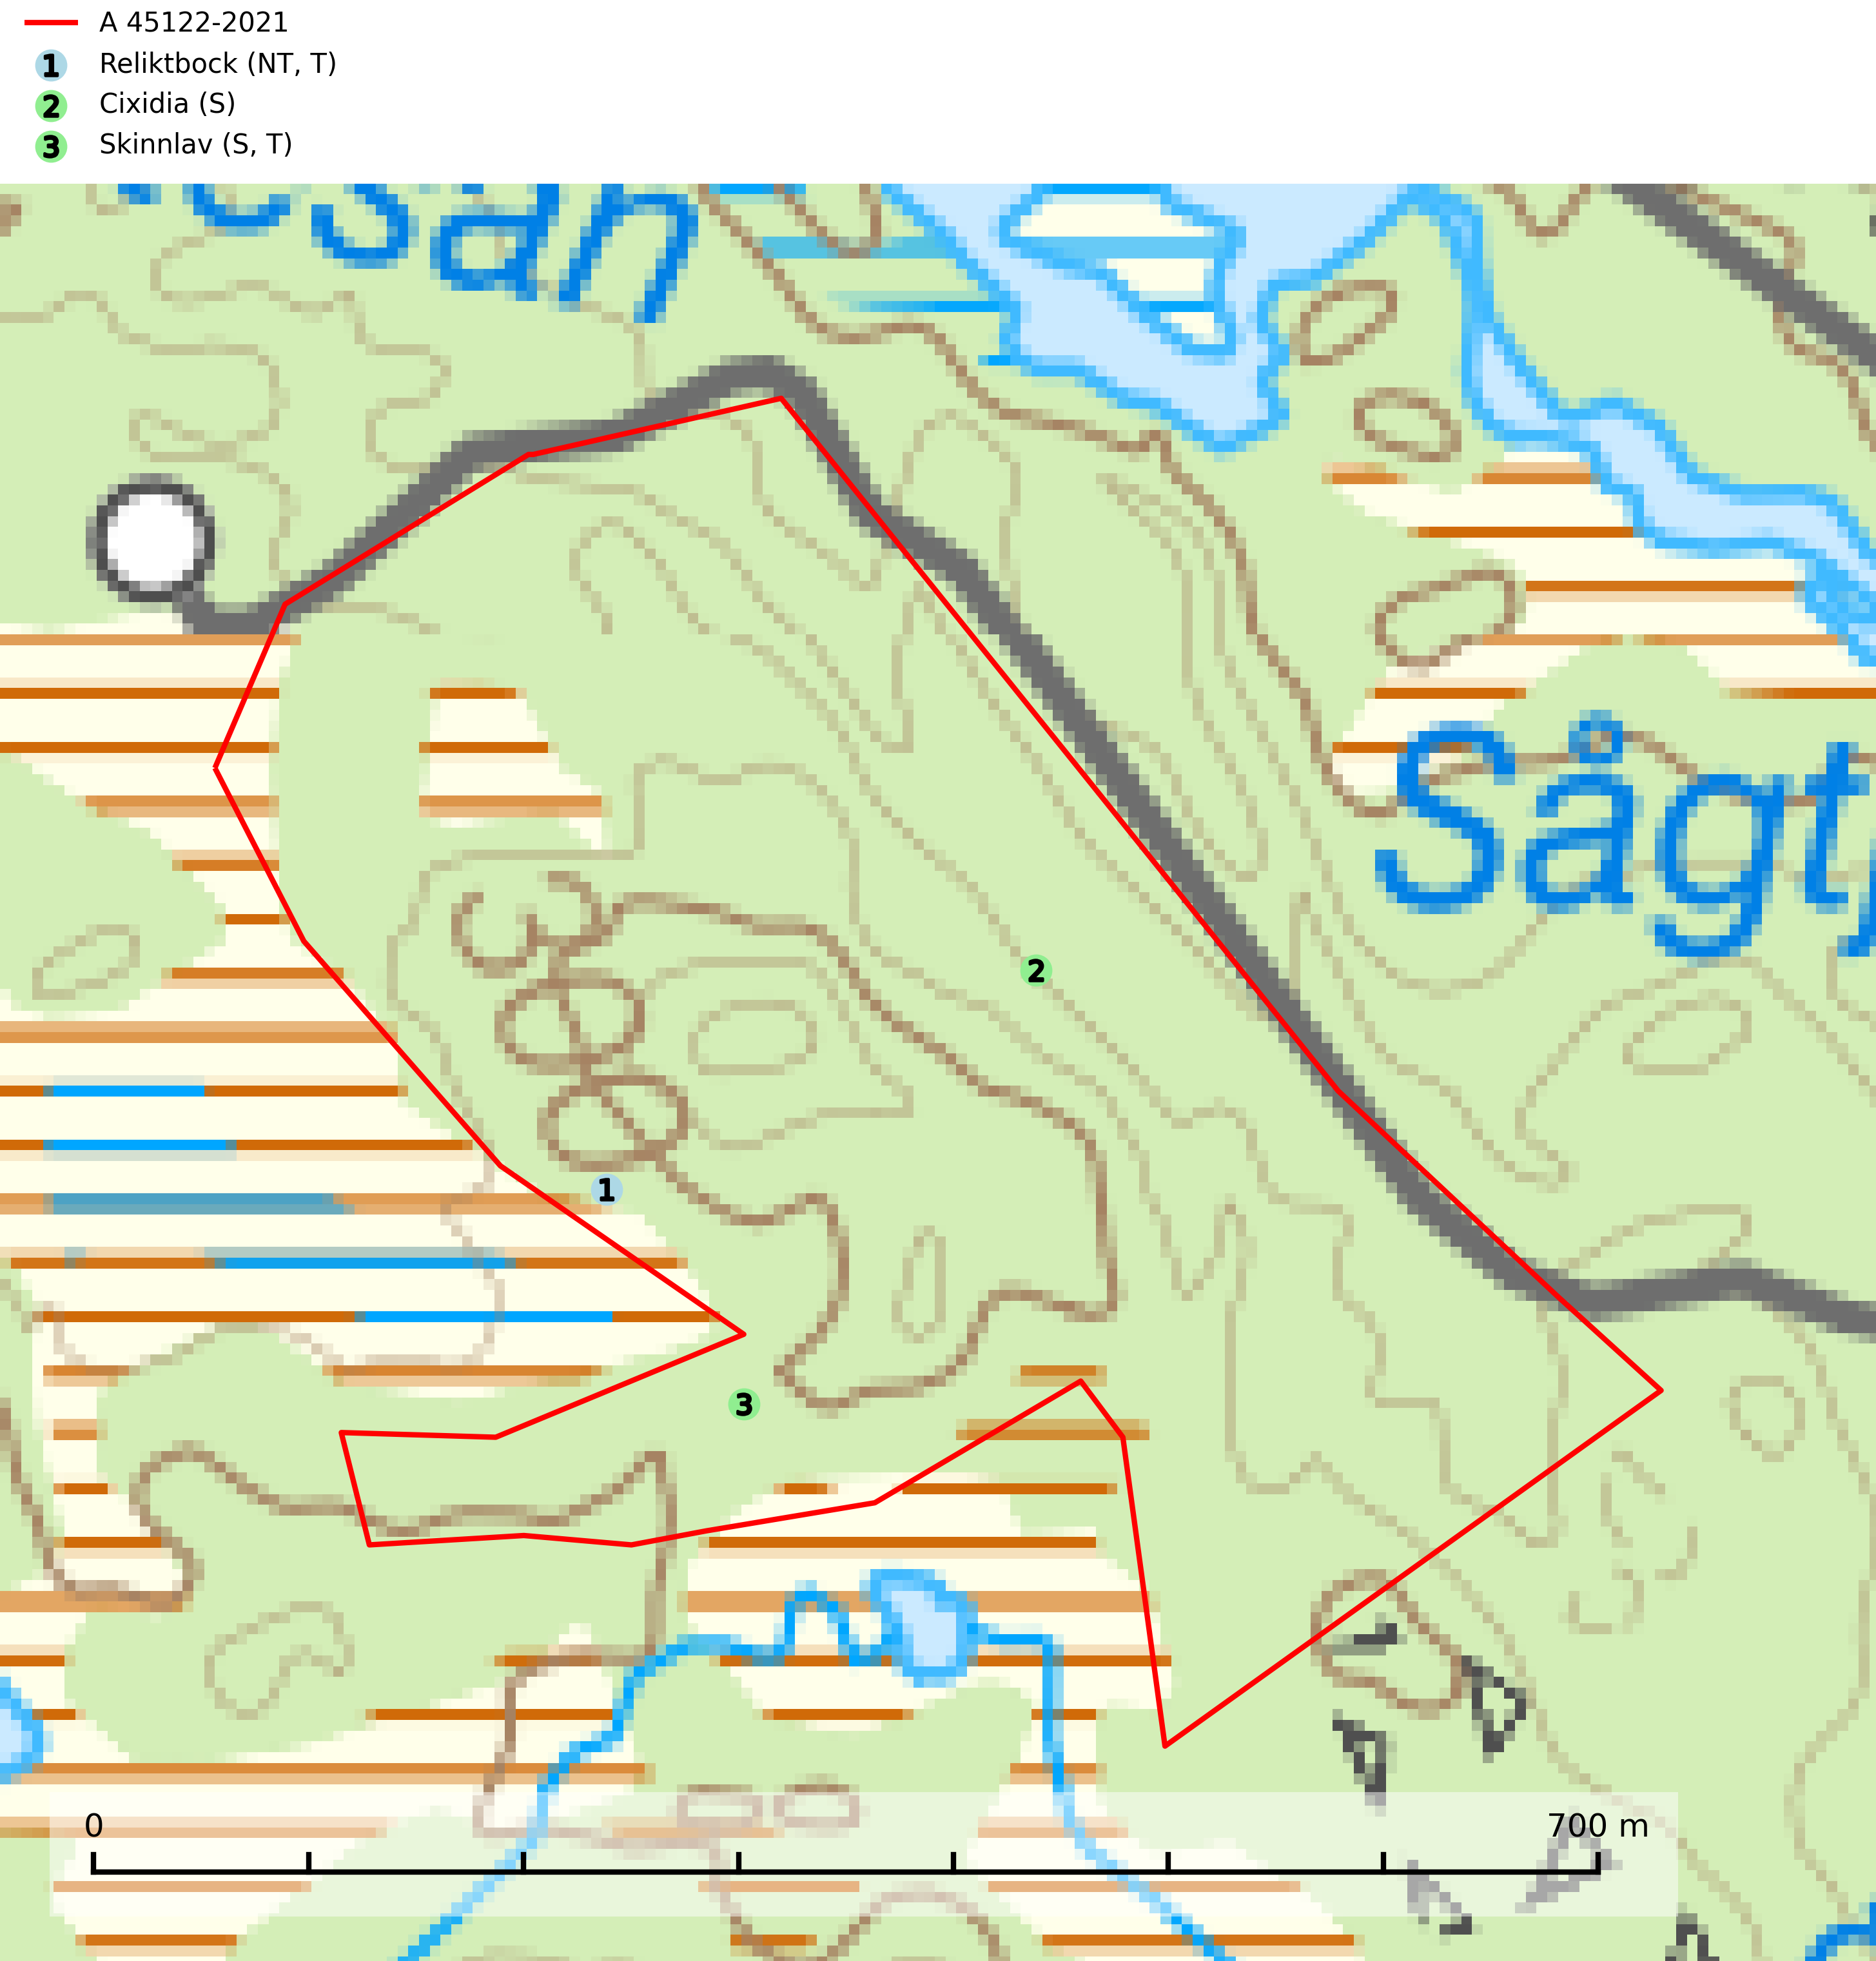 A 45122-2021
1 Reliktbock (NT, T)
2 Cixidia (S)
3 Skinnlav (S, T)
2
1
3
0 700 m